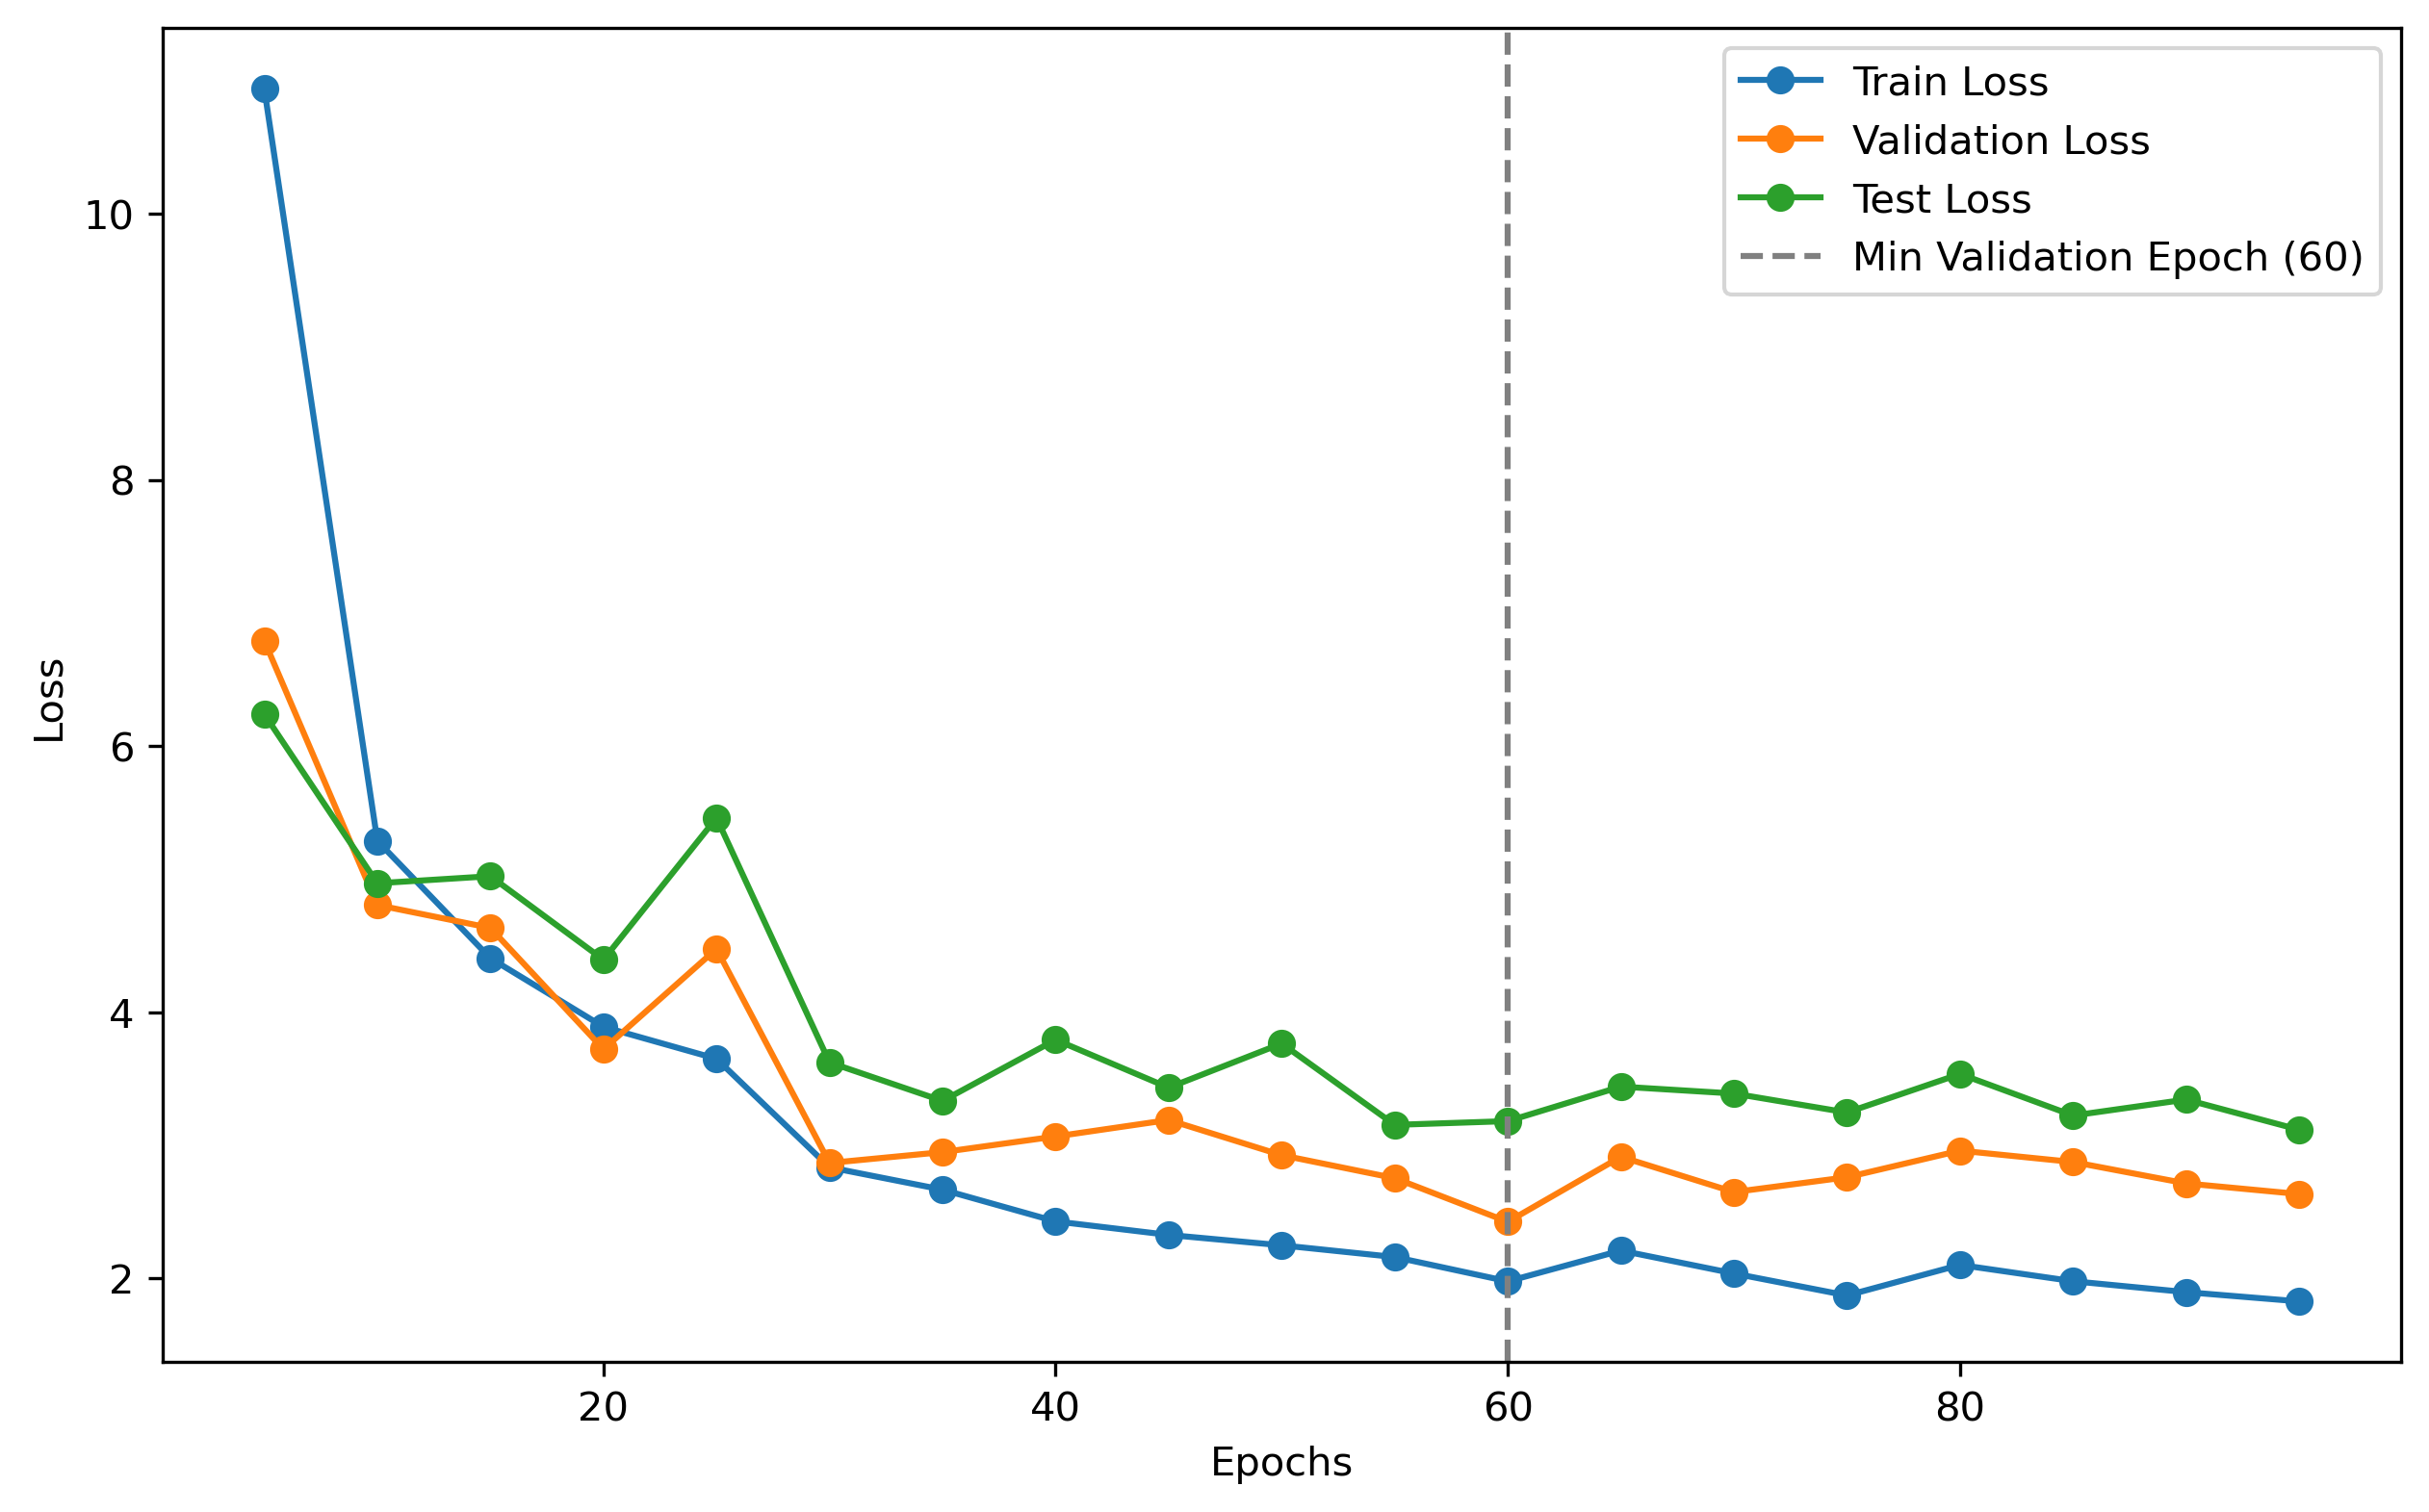 Train Loss
Validation Loss
Test Loss
Min Validation Epoch (60)
10
8
6
4
2
Loss
20 40 60 80
Epochs